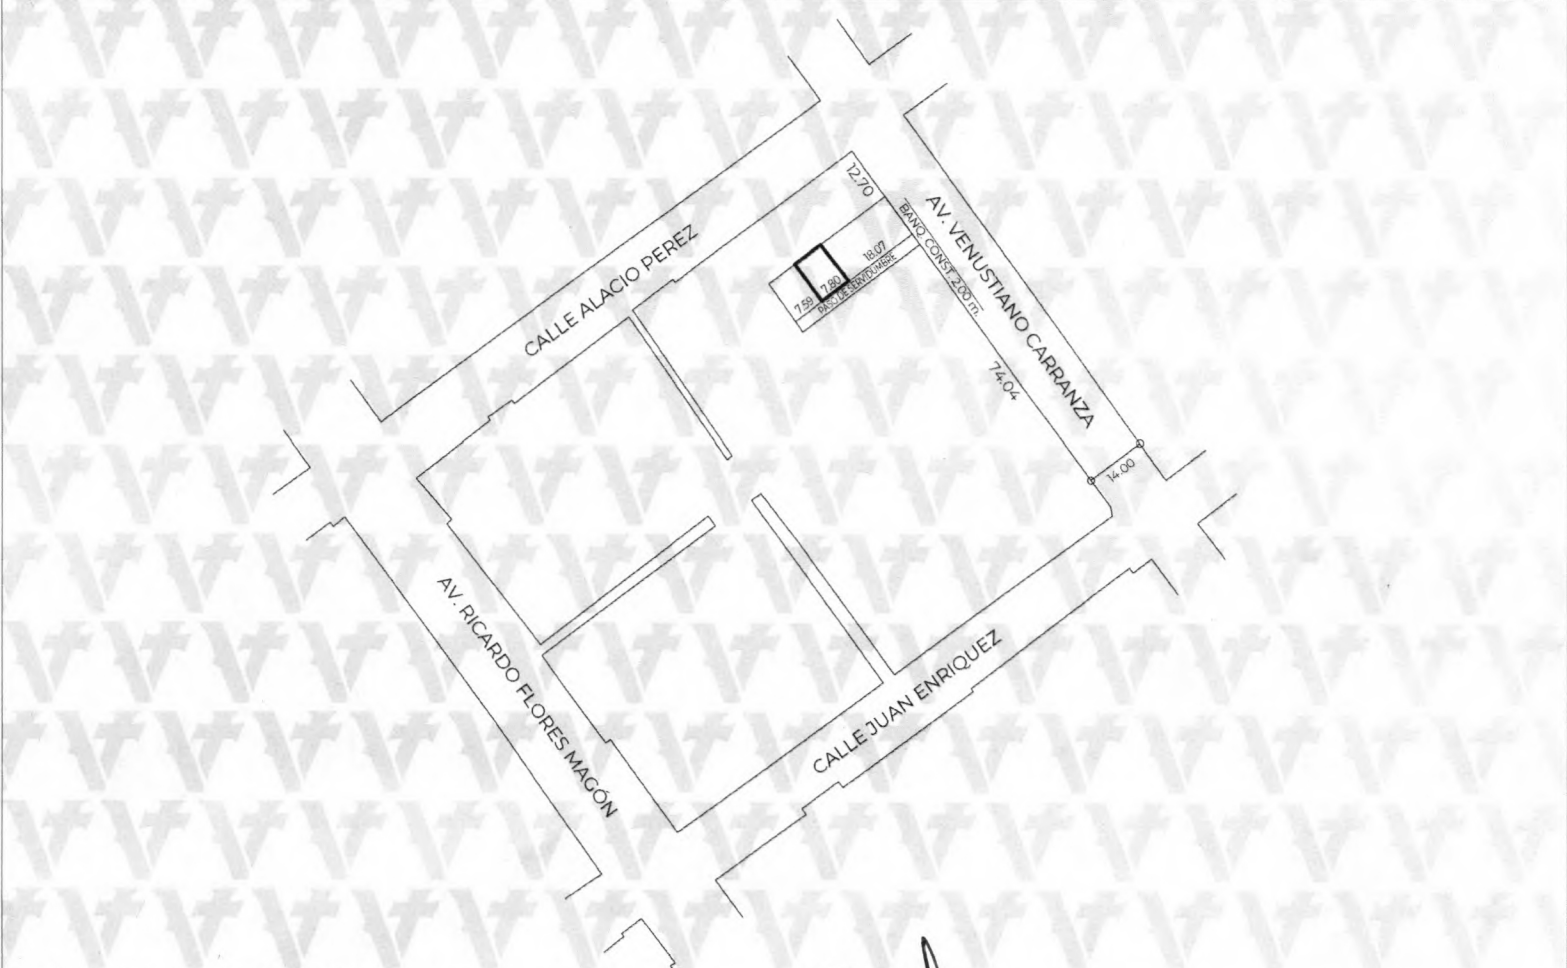 12.70
AV. VENUSTIANO CARRANZA
BANQ. CONST. 2.00 m.
CALLE ALACIO PEREZ
18.07
7.80
7.59
PASO DE SERVIDUMBRE
74.04
14.00
AV. RICARDO FLORES MAGÓN
CALLE JUAN ENRIQUEZ